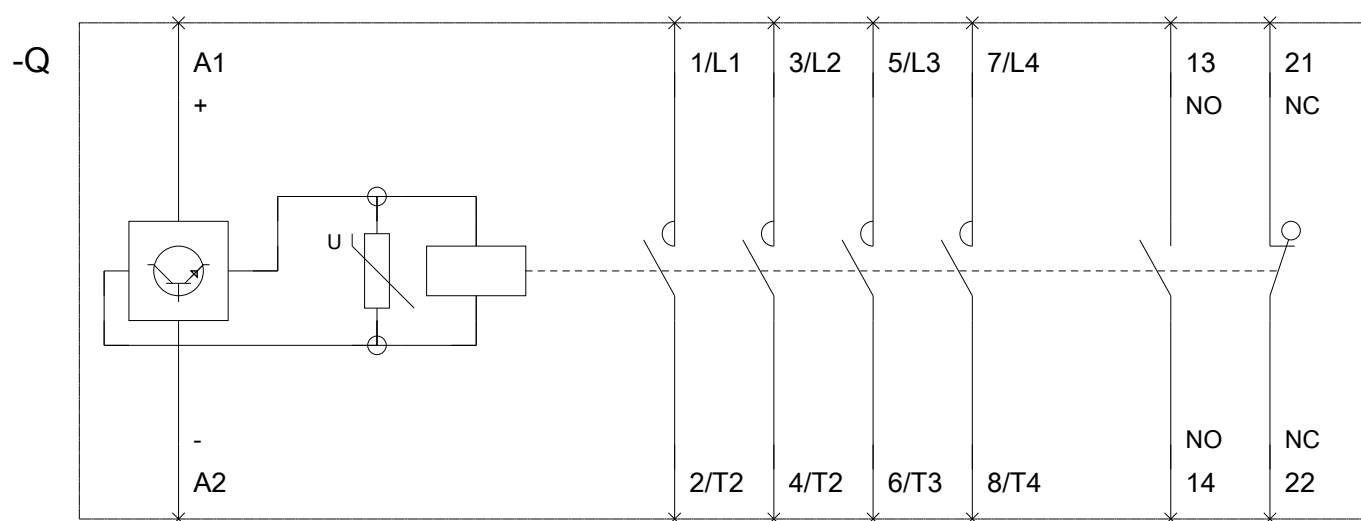 -Q
A1 1/L1 3/L2 5/L3 7/L4 13 21
+ NO NC
U
- NO NC
A2 2/T2 4/T2 6/T3 8/T4 14 22